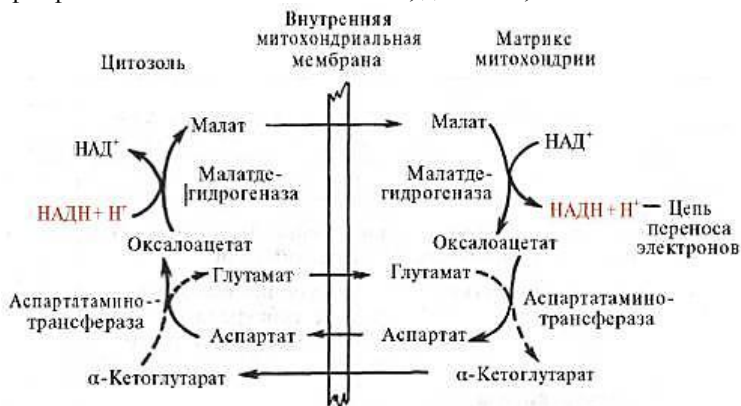 Внутренняя
митохондриальная
мембрана
Цитозоль
Матрикс
митохондрии
Малат
Малат
НАД⁺
НАД⁺
Малатде-
гидрогеназа
Малатде-
гидрогеназа
НАДН + Н⁺
НАДН + Н⁺ — Цепь
переноса
электронов
Оксалоацетат
Оксалоацетат
Глутамат
Глутамат
Аспартатамино-
трансфераза
Аспартатамино-
трансфераза
Аспартат
Аспартат
α-Кетоглутарат
α-Кетоглутарат